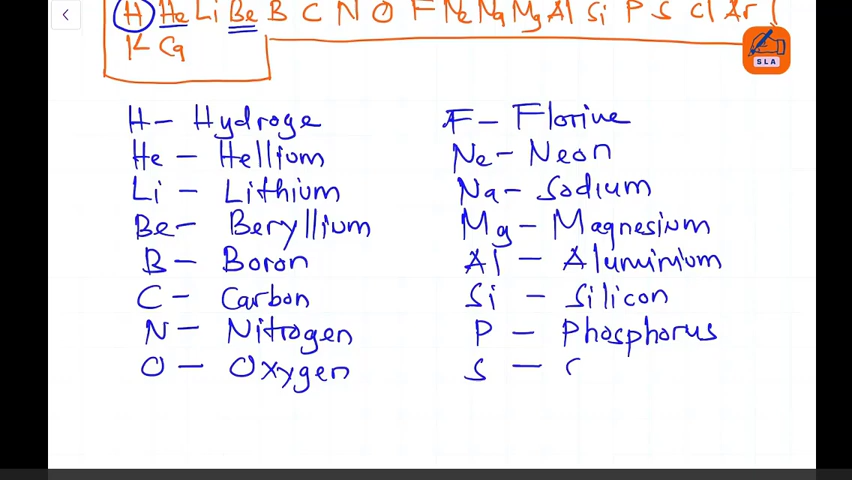 H He Li Be B C N O F Ne Na Mg Al Si P S Cl Ar
K Ca
SLA
H – Hydroge
He – Hellium
Li – Lithium
Be – Beryllium
B – Boron
C – Carbon
N – Nitrogen
O – Oxygen
F – Florine
Ne – Neon
Na – Sodium
Mg – Magnesium
Al – Aluminium
Si – Silicon
P – Phosphorus
S –